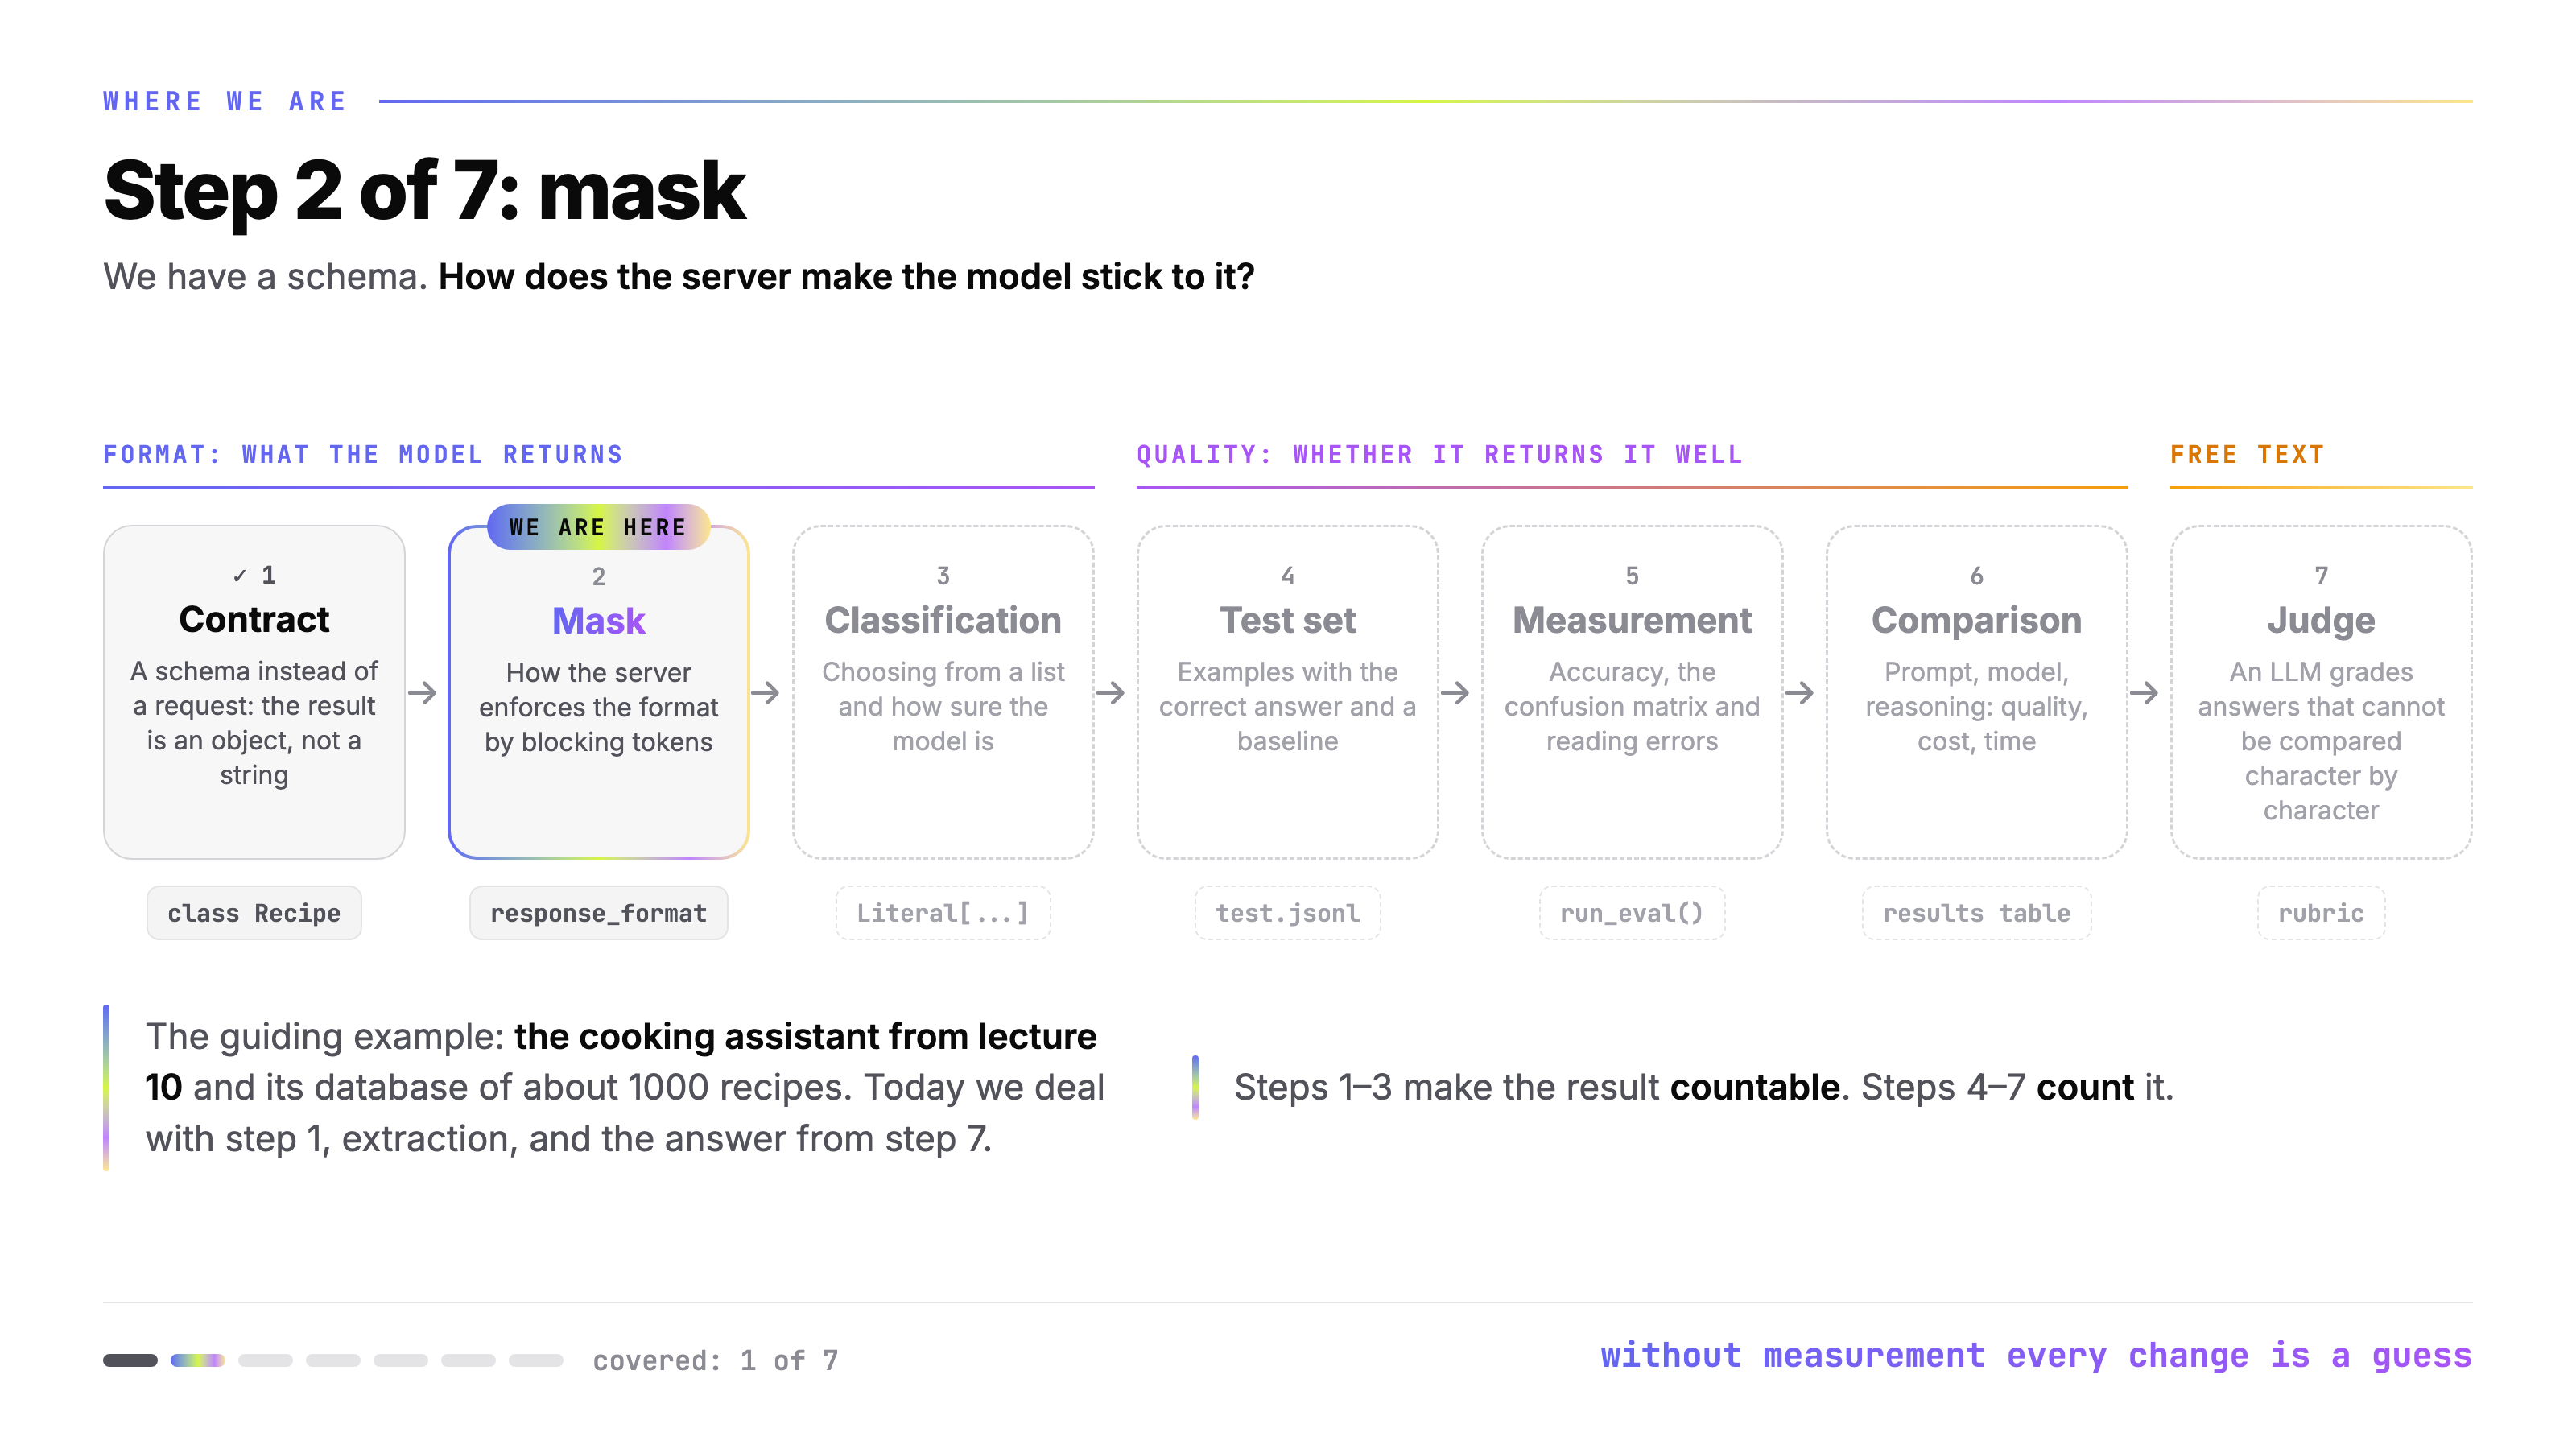 WHERE WE ARE
Step 2 of 7: mask
We have a schema. How does the server make the model stick to it?
FORMAT: WHAT THE MODEL RETURNS
QUALITY: WHETHER IT RETURNS IT WELL
FREE TEXT
✓ 1
Contract
A schema instead of
a request: the result
is an object, not a
string
class Recipe
WE ARE HERE
2
Mask
How the server
enforces the format
by blocking tokens
response_format
3
Classification
Choosing from a list
and how sure the
model is
Literal[...]
4
Test set
Examples with the
correct answer and a
baseline
test.jsonl
5
Measurement
Accuracy, the
confusion matrix and
reading errors
run_eval()
6
Comparison
Prompt, model,
reasoning: quality,
cost, time
results table
7
Judge
An LLM grades
answers that cannot
be compared
character by
character
rubric
The guiding example: the cooking assistant from lecture
10 and its database of about 1000 recipes. Today we deal
with step 1, extraction, and the answer from step 7.
Steps 1–3 make the result countable. Steps 4–7 count it.
covered: 1 of 7
without measurement every change is a guess